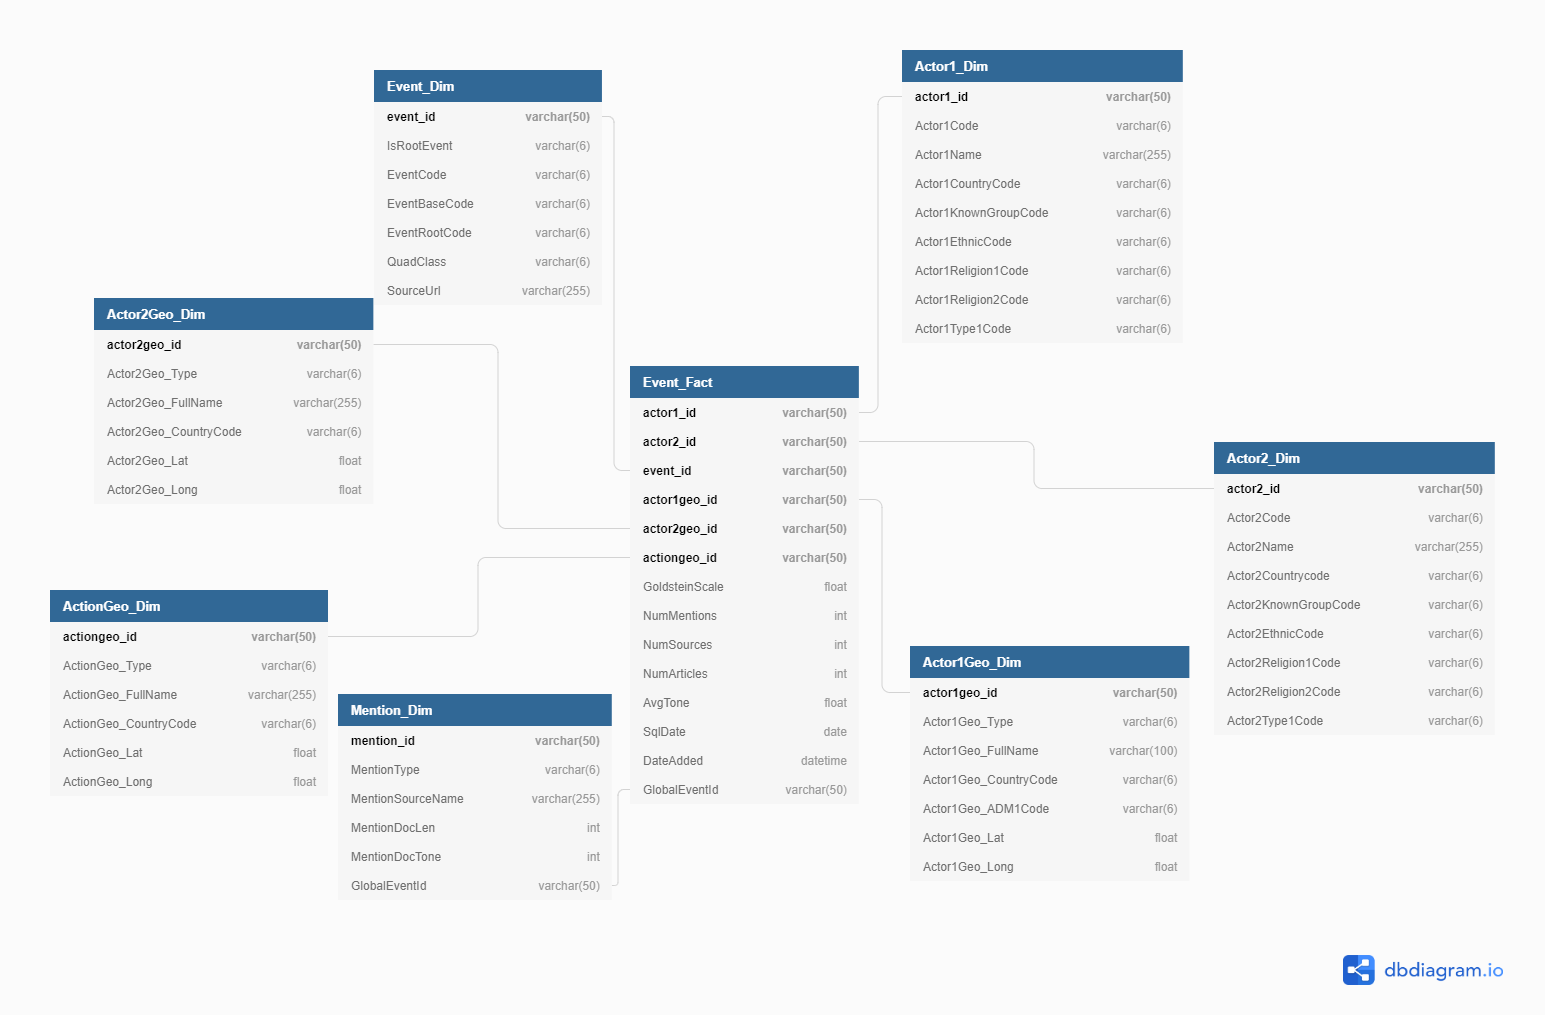 Event_Dim
event_id varchar(50)
IsRootEvent varchar(6)
EventCode varchar(6)
EventBaseCode varchar(6)
EventRootCode varchar(6)
QuadClass varchar(6)
SourceUrl varchar(255)
Actor1_Dim
actor1_id varchar(50)
Actor1Code varchar(6)
Actor1Name varchar(255)
Actor1CountryCode varchar(6)
Actor1KnownGroupCode varchar(6)
Actor1EthnicCode varchar(6)
Actor1Religion1Code varchar(6)
Actor1Religion2Code varchar(6)
Actor1Type1Code varchar(6)
Actor2Geo_Dim
actor2geo_id varchar(50)
Actor2Geo_Type varchar(6)
Actor2Geo_FullName varchar(255)
Actor2Geo_CountryCode varchar(6)
Actor2Geo_Lat float
Actor2Geo_Long float
Event_Fact
actor1_id varchar(50)
actor2_id varchar(50)
event_id varchar(50)
actor1geo_id varchar(50)
actor2geo_id varchar(50)
actiongeo_id varchar(50)
GoldsteinScale float
NumMentions int
NumSources int
NumArticles int
AvgTone float
SqlDate date
DateAdded datetime
GlobalEventId varchar(50)
Actor2_Dim
actor2_id varchar(50)
Actor2Code varchar(6)
Actor2Name varchar(255)
Actor2Countrycode varchar(6)
Actor2KnownGroupCode varchar(6)
Actor2EthnicCode varchar(6)
Actor2Religion1Code varchar(6)
Actor2Religion2Code varchar(6)
Actor2Type1Code varchar(6)
ActionGeo_Dim
actiongeo_id varchar(50)
ActionGeo_Type varchar(6)
ActionGeo_FullName varchar(255)
ActionGeo_CountryCode varchar(6)
ActionGeo_Lat float
ActionGeo_Long float
Mention_Dim
mention_id varchar(50)
MentionType varchar(6)
MentionSourceName varchar(255)
MentionDocLen int
MentionDocTone int
GlobalEventId varchar(50)
Actor1Geo_Dim
actor1geo_id varchar(50)
Actor1Geo_Type varchar(6)
Actor1Geo_FullName varchar(100)
Actor1Geo_CountryCode varchar(6)
Actor1Geo_ADM1Code varchar(6)
Actor1Geo_Lat float
Actor1Geo_Long float
dbdiagram.io